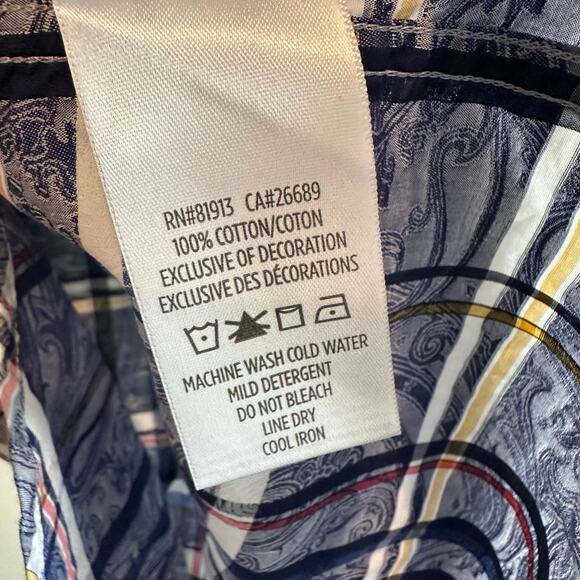 RN#81913 CA#26689
100% COTTON/COTON
EXCLUSIVE OF DECORATION
EXCLUSIVE DES DÉCORATIONS
MACHINE WASH COLD WATER
MILD DETERGENT
DO NOT BLEACH
LINE DRY
COOL IRON